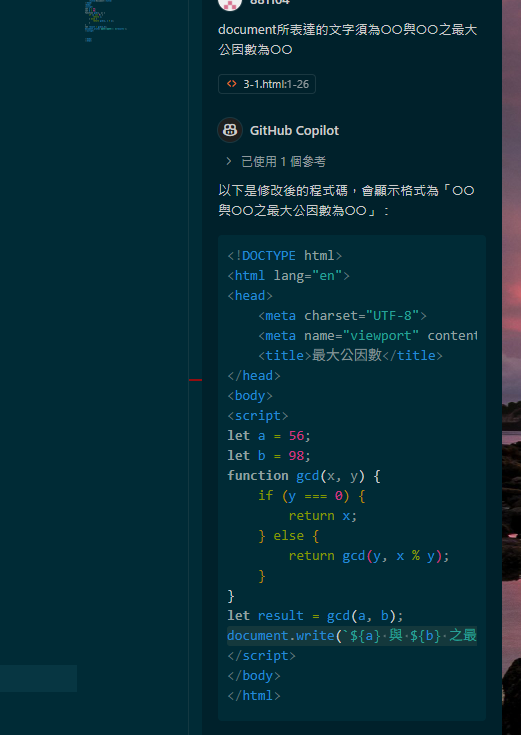 document所表達的文字須為〇〇與〇〇之最大
公因數為〇〇
3-1.html:1-26
GitHub Copilot
已使用 1 個參考
以下是修改後的程式碼，會顯示格式為「〇〇
與〇〇之最大公因數為〇〇」：
<!DOCTYPE html>
<html lang="en">
<head>
    <meta charset="UTF-8">
    <meta name="viewport" content
    <title>最大公因數</title>
</head>
<body>
<script>
let a = 56;
let b = 98;
function gcd(x, y) {
    if (y === 0) {
        return x;
    } else {
        return gcd(y, x % y);
    }
}
let result = gcd(a, b);
document.write(`${a} 與 ${b} 之最
</script>
</body>
</html>